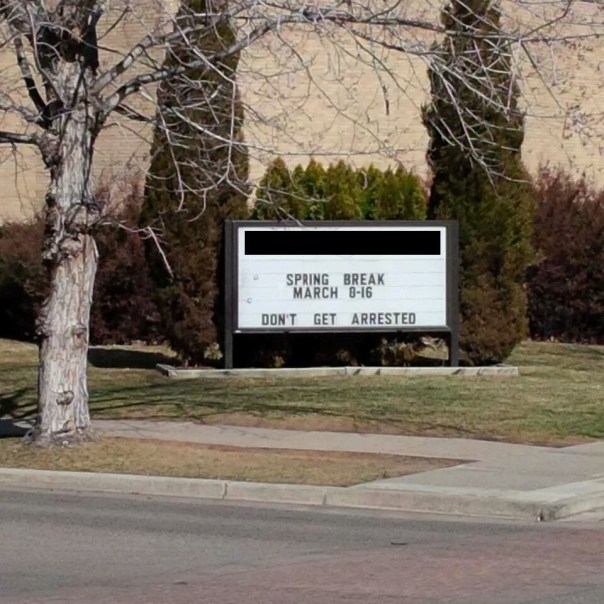 SPRING BREAK
MARCH 8-16
DON'T GET ARRESTED